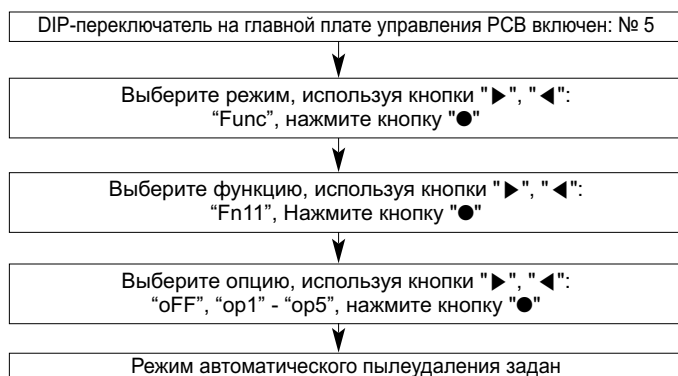 DIP-переключатель на главной плате управления PCB включен: № 5
Выберите режим, используя кнопки "▶", "◀":
“Func”, нажмите кнопку "●"
Выберите функцию, используя кнопки "▶", "◀":
“Fn11”, Нажмите кнопку "●"
Выберите опцию, используя кнопки "▶", "◀":
“oFF”, “op1” - “op5”, нажмите кнопку "●"
Режим автоматического пылеудаления задан